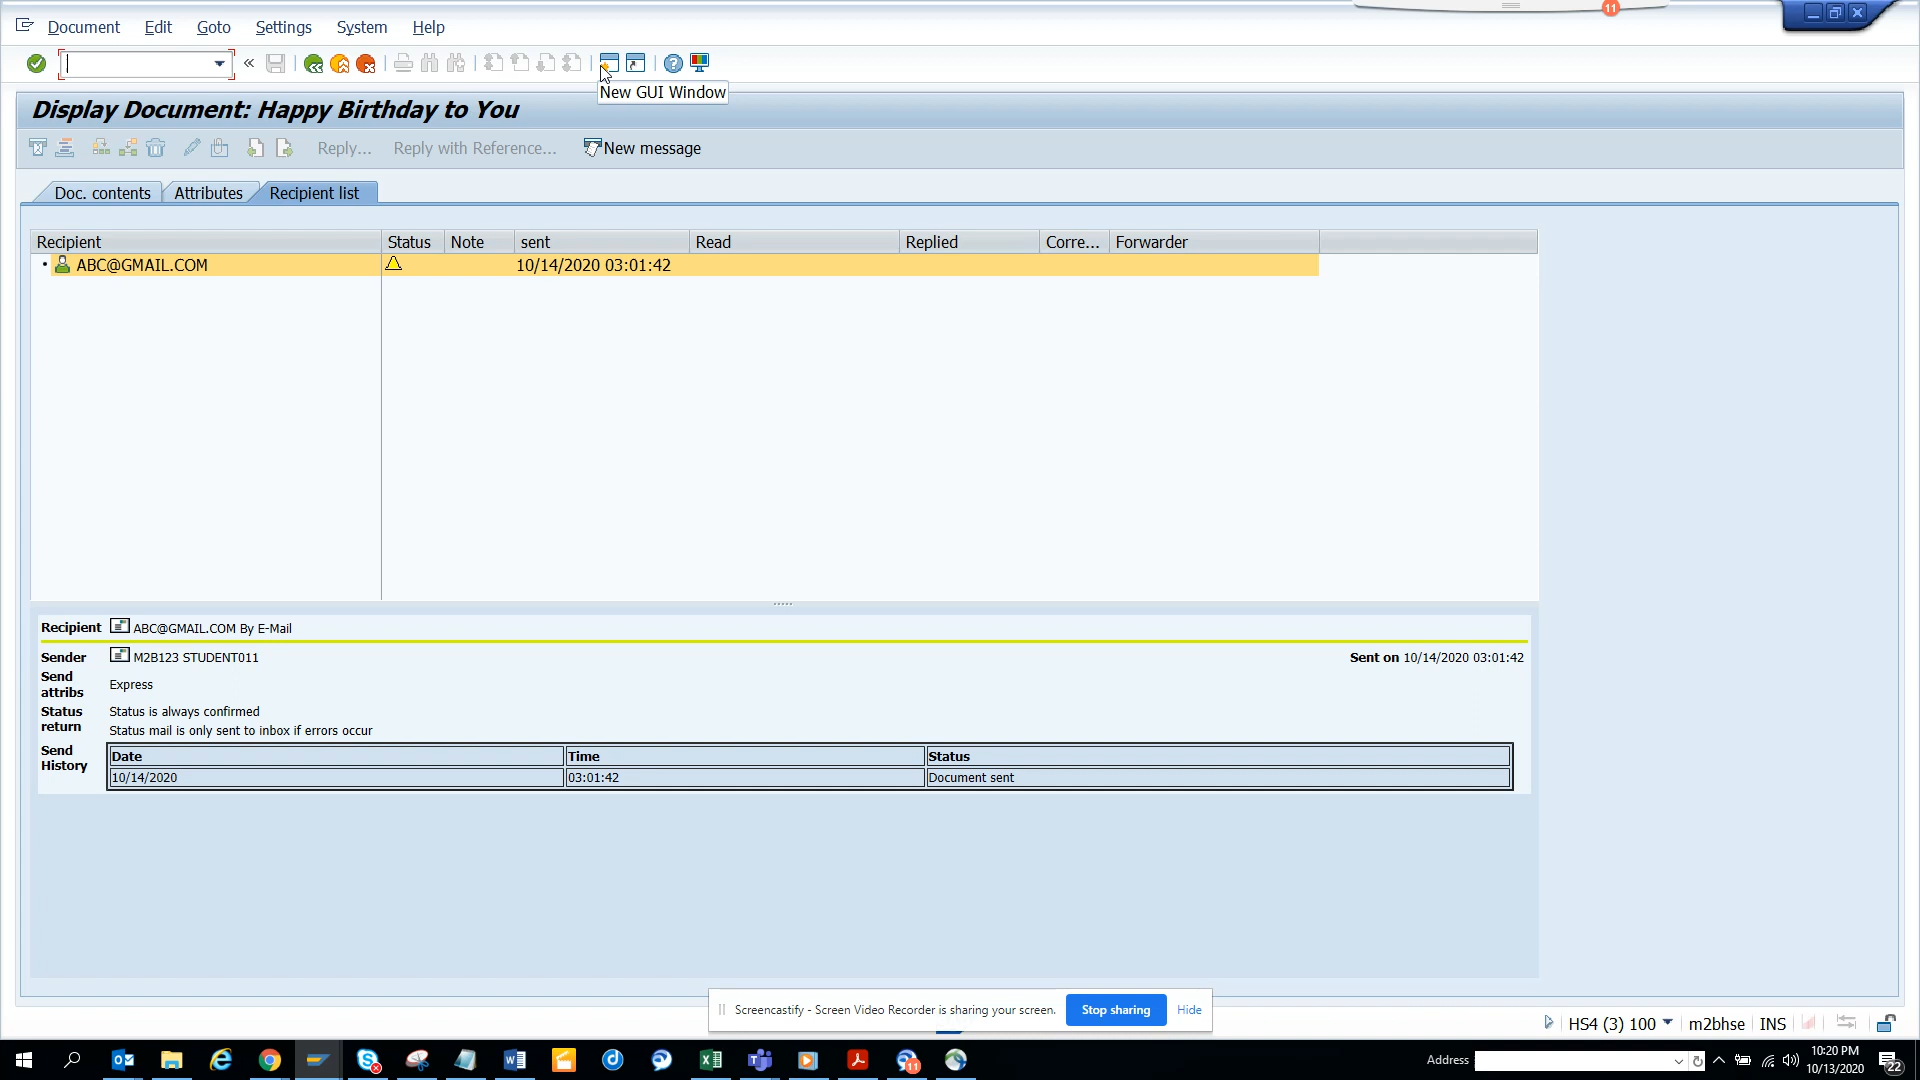 11
Document Edit Goto Settings System Help
New GUI Window
Display Document: Happy Birthday to You
Reply... Reply with Reference... New message
Doc. contents Attributes Recipient list
Recipient Status Note sent Read Replied Corre... Forwarder
ABC@GMAIL.COM 10/14/2020 03:01:42
Recipient ABC@GMAIL.COM By E-Mail
Sender M2B123 STUDENT011 Sent on 10/14/2020 03:01:42
Send attribs Express
Status return Status is always confirmed
Status mail is only sent to inbox if errors occur
Send History Date Time Status
10/14/2020 03:01:42 Document sent
Screencastify - Screen Video Recorder is sharing your screen. Stop sharing Hide
HS4 (3) 100 m2bhse INS
Address
10:20 PM
10/13/2020
22
11